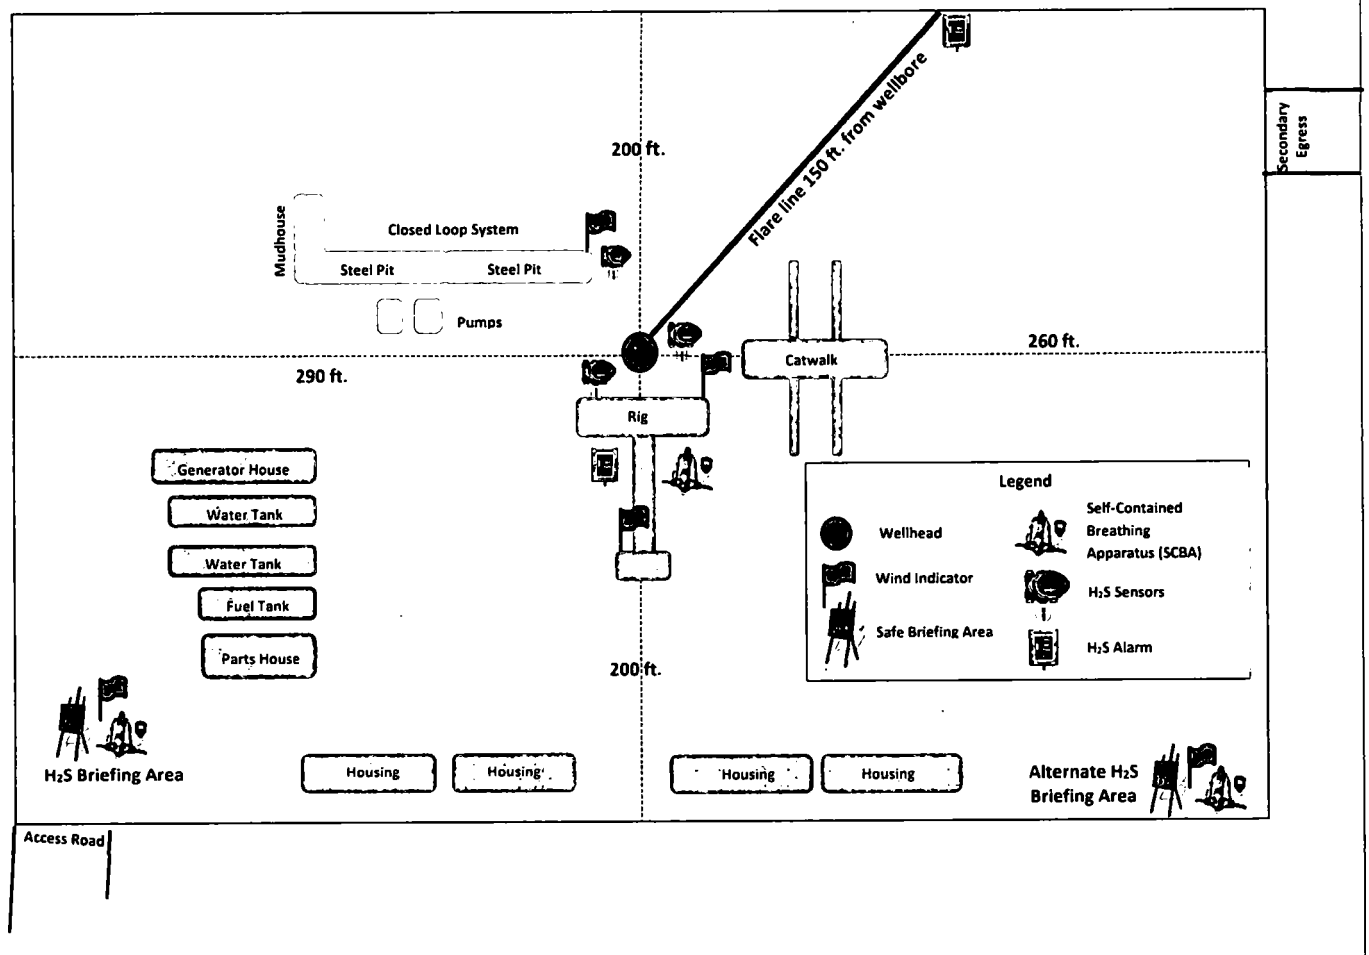 Secondary
Egress
200 ft.
Flare line 150 ft. from wellbore
Mudhouse
Closed Loop System
Steel Pit
Steel Pit
Pumps
290 ft.
260 ft.
Catwalk
Rig
Generator House
Water Tank
Water Tank
Fuel Tank
Parts House
Legend
Wellhead
Wind Indicator
Safe Briefing Area
Self-Contained
Breathing
Apparatus (SCBA)
H₂S Sensors
H₂S Alarm
200 ft.
H₂S Briefing Area
Housing
Housing
Housing
Housing
Alternate H₂S
Briefing Area
Access Road